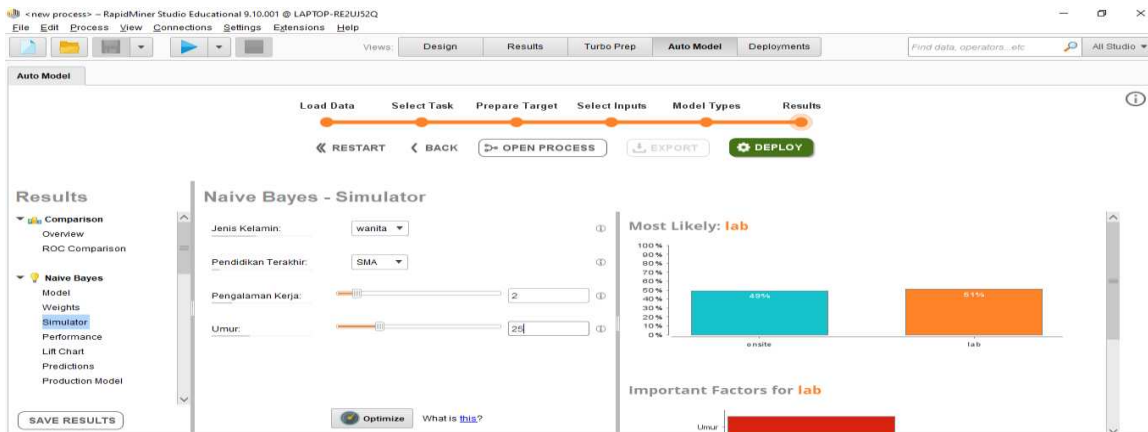 <new process> – RapidMiner Studio Educational 9.10.001 @ LAPTOP-RE2UJ52Q
File Edit Process View Connections Settings Extensions Help
Views: Design Results Turbo Prep Auto Model Deployments Find data, operators...etc All Studio
Auto Model
Load Data Select Task Prepare Target Select Inputs Model Types Results
RESTART BACK OPEN PROCESS EXPORT DEPLOY
Results
Comparison
Overview
ROC Comparison
Naive Bayes
Model
Weights
Simulator
Performance
Lift Chart
Predictions
Production Model
SAVE RESULTS
Naive Bayes - Simulator
Jenis Kelamin: wanita
Pendidikan Terakhir: SMA
Pengalaman Kerja: 2
Umur: 25
Optimize What is this?
Most Likely: lab
100%
90%
80%
70%
60%
50%
40%
30%
20%
10%
0%
49%
51%
onsite lab
Important Factors for lab
Umur